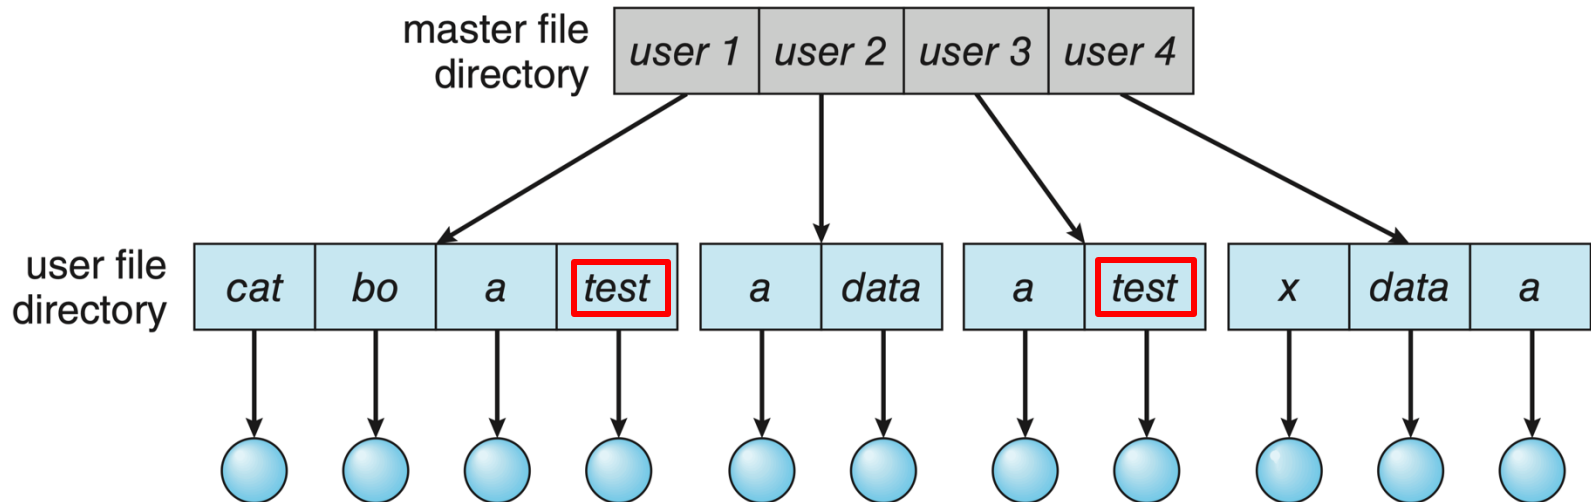 master file
directory
user 1 user 2 user 3 user 4
user file
directory
cat bo a test a data a test x data a